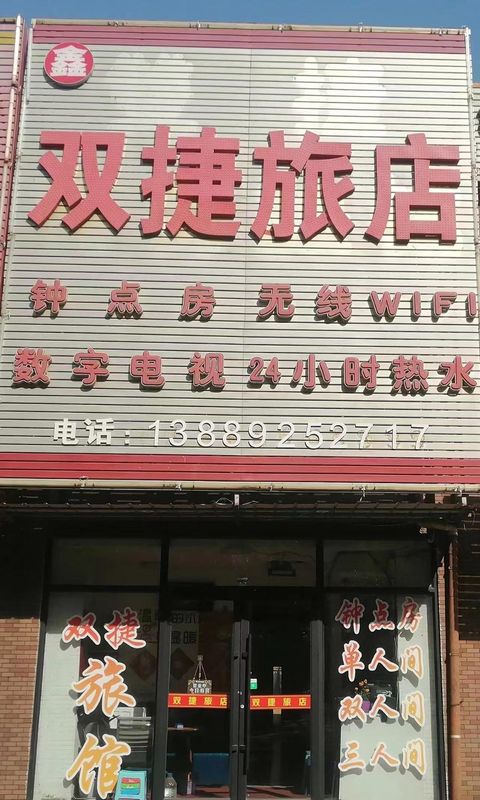 鑫
双捷旅店
钟点房 无线WIFI
数字电视 24小时热水
电话:13889252717
双捷
旅
馆
钟点房
单人间
双人间
三人间
双捷旅店
双捷旅店